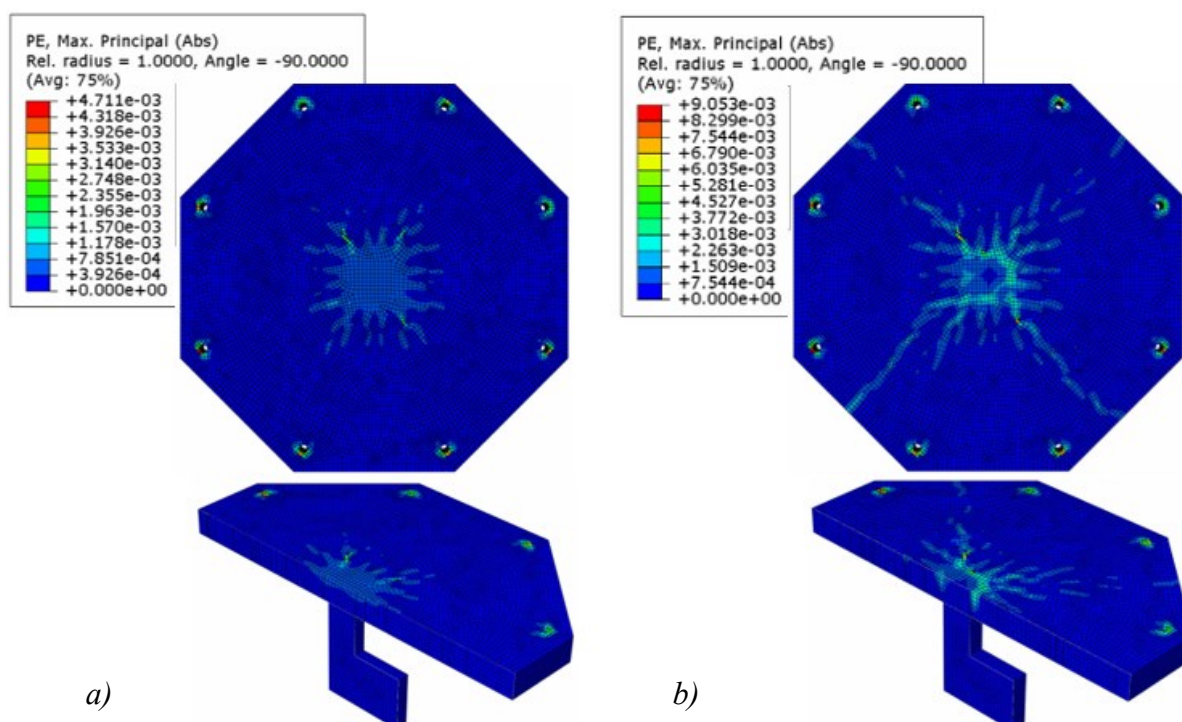 PE, Max. Principal (Abs)
Rel. radius = 1.0000, Angle = -90.0000
(Avg: 75%)
+4.711e-03
+4.318e-03
+3.926e-03
+3.533e-03
+3.140e-03
+2.748e-03
+2.355e-03
+1.963e-03
+1.570e-03
+1.178e-03
+7.851e-04
+3.926e-04
+0.000e+00
PE, Max. Principal (Abs)
Rel. radius = 1.0000, Angle = -90.0000
(Avg: 75%)
+9.053e-03
+8.299e-03
+7.544e-03
+6.790e-03
+6.035e-03
+5.281e-03
+4.527e-03
+3.772e-03
+3.018e-03
+2.263e-03
+1.509e-03
+7.544e-04
+0.000e+00
a)
b)